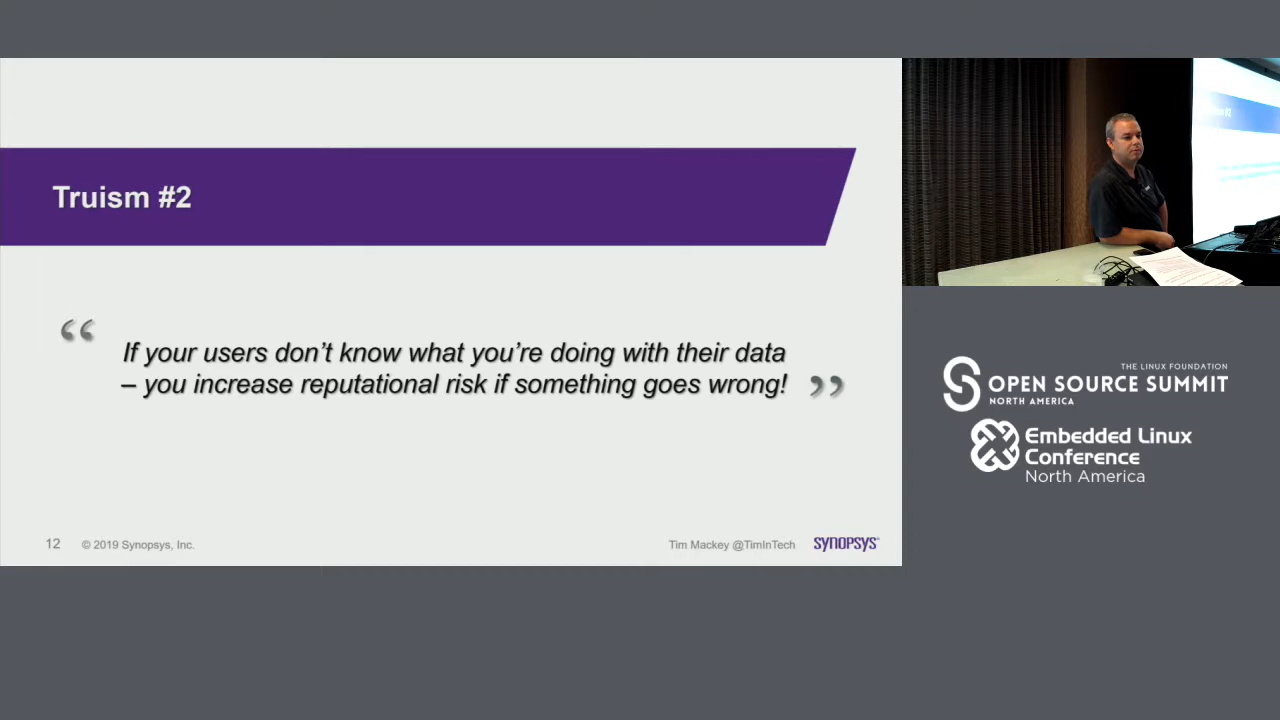 Truism #2
“ If your users don’t know what you’re doing with their data
– you increase reputational risk if something goes wrong! ”
12 © 2019 Synopsys, Inc. Tim Mackey @TimInTech SYNOPSYS®
THE LINUX FOUNDATION
OPEN SOURCE SUMMIT
NORTH AMERICA
Embedded Linux
Conference
North America